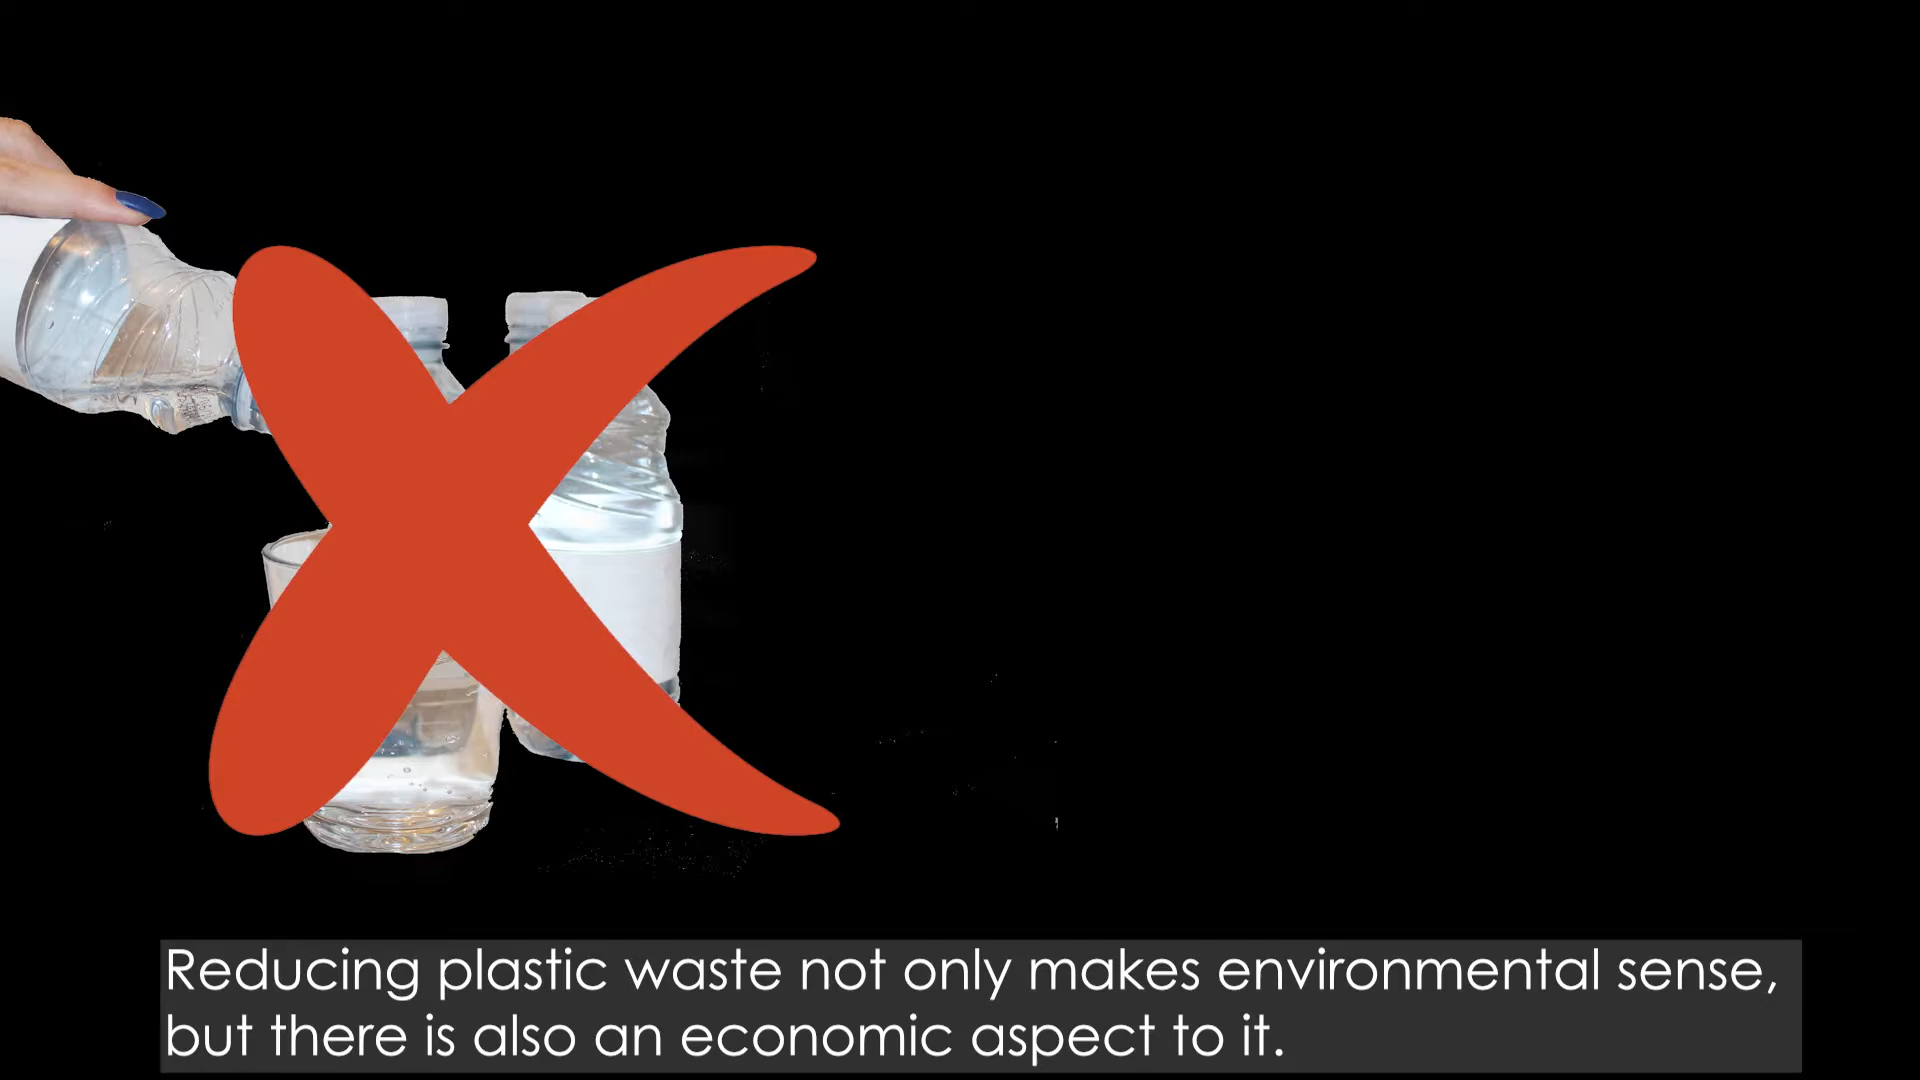 Reducing plastic waste not only makes environmental sense,
but there is also an economic aspect to it.